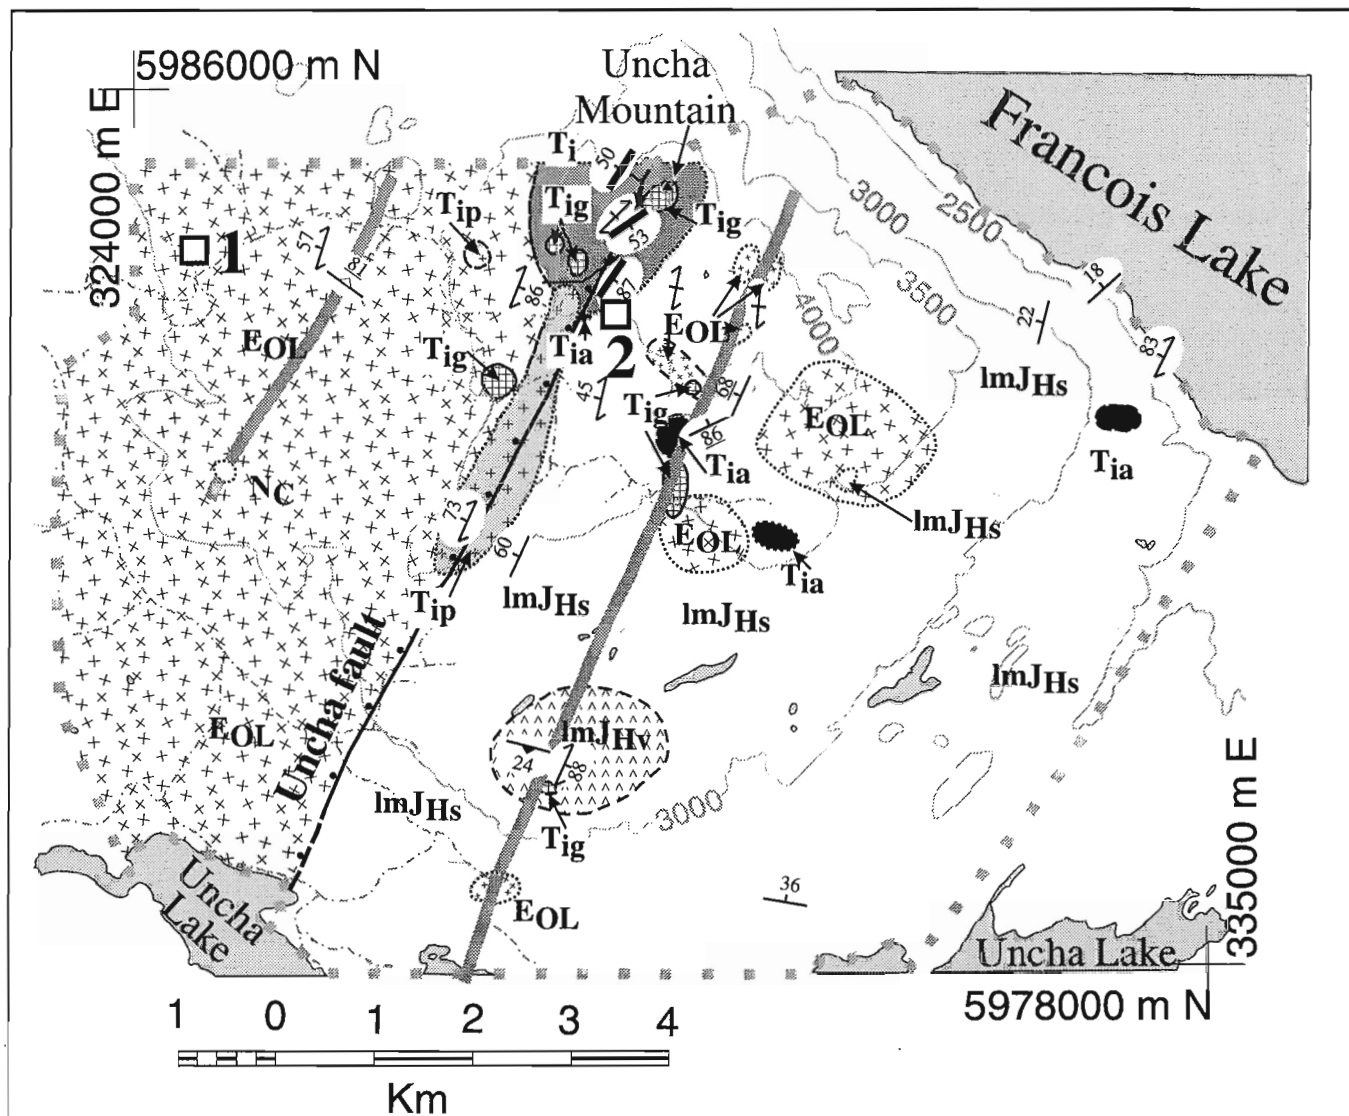 5986000 m N
324000 m E
Uncha
Mountain
Francois Lake
Ti
50
Tig
Tip
Tig
53
3000
2500
18
1
57
81
86
87
3500
22
83
EOL
EOL
4000
Tia
2
Tig
45
Tig
68
lmJHs
EOL
86
Tia
Tia
NC
lmJHs
73
EOL
60
Tia
Tip
lmJHs
lmJHs
lmJHs
Uncha fault
EOL
lmJHv
24
88
lmJHs
3000
Tig
335000 m E
36
EOL
Uncha
Lake
Uncha Lake
5978000 m N
1 0 1 2 3 4
Km